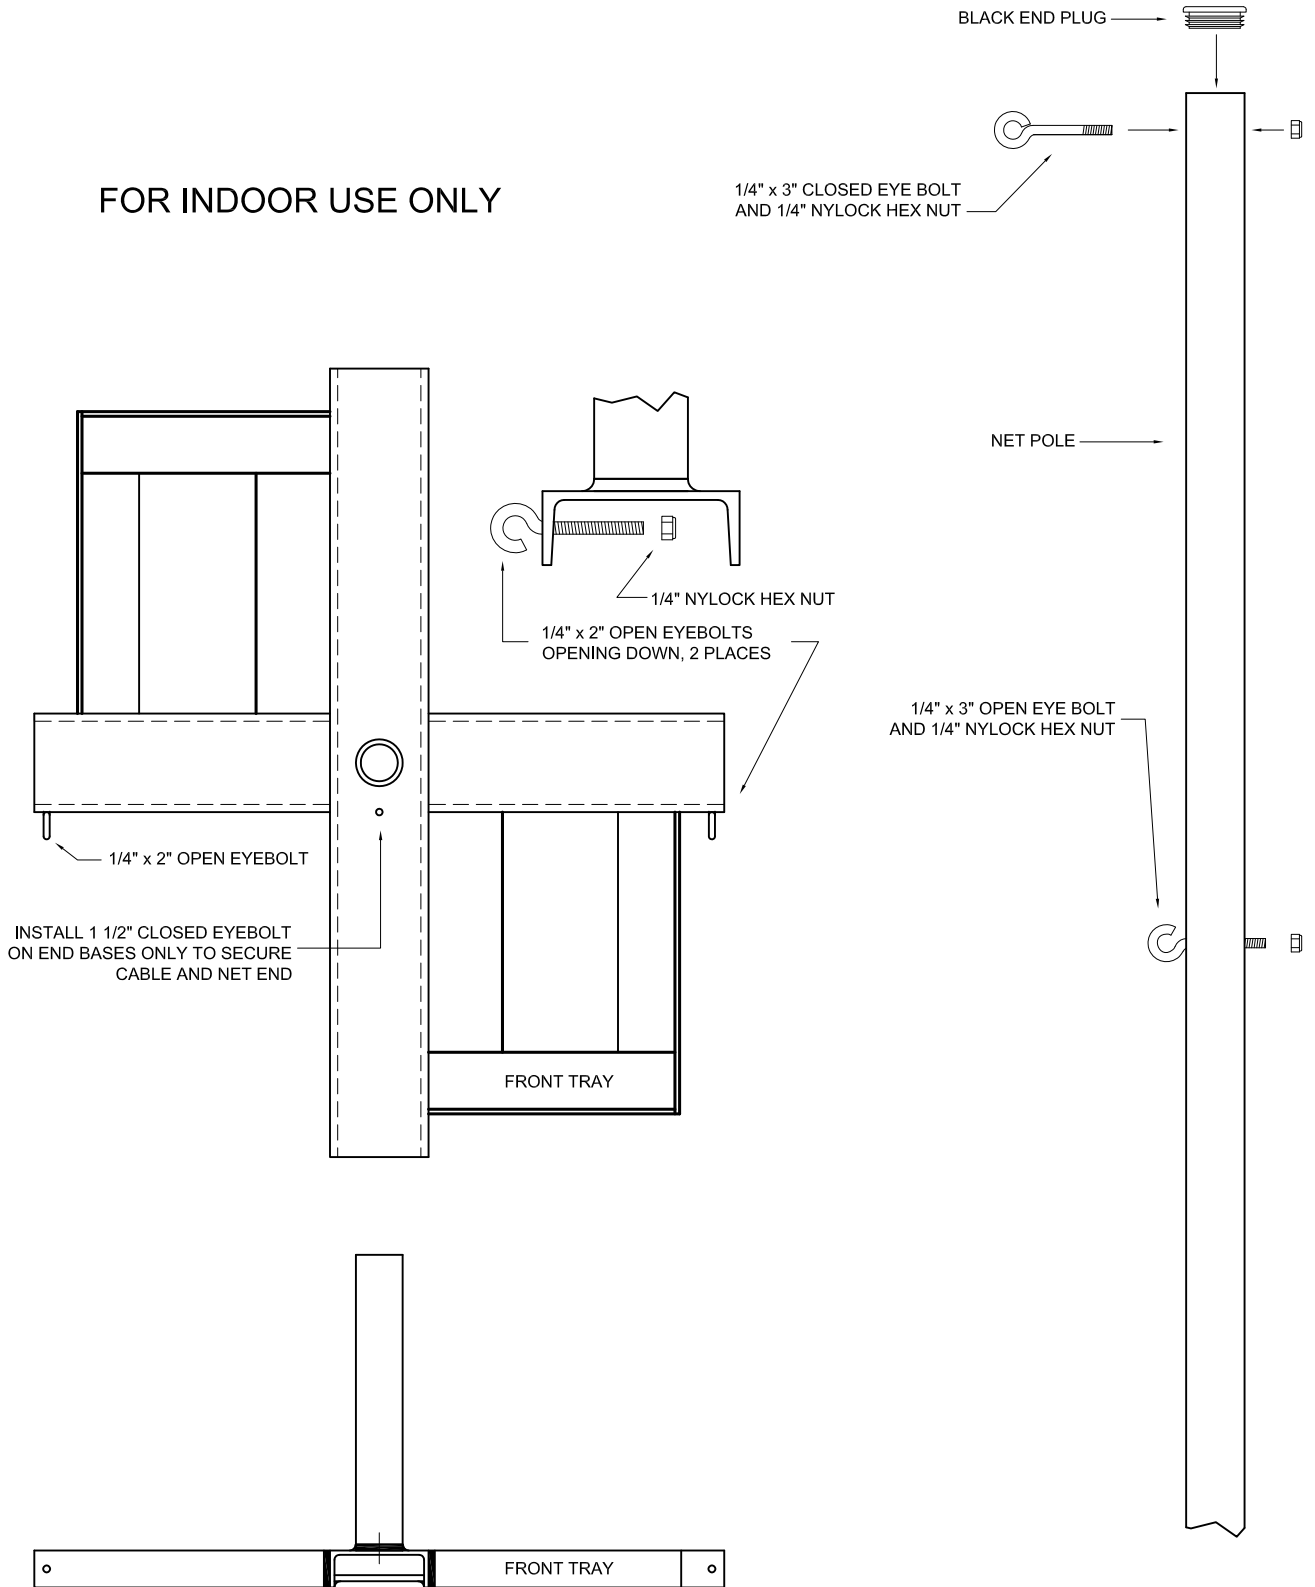 BLACK END PLUG
1/4" x 3" CLOSED EYE BOLT
AND 1/4" NYLOCK HEX NUT
FOR INDOOR USE ONLY
NET POLE
1/4" NYLOCK HEX NUT
1/4" x 2" OPEN EYEBOLTS
OPENING DOWN, 2 PLACES
1/4" x 3" OPEN EYE BOLT
AND 1/4" NYLOCK HEX NUT
1/4" x 2" OPEN EYEBOLT
INSTALL 1 1/2" CLOSED EYEBOLT
ON END BASES ONLY TO SECURE
CABLE AND NET END
FRONT TRAY
FRONT TRAY